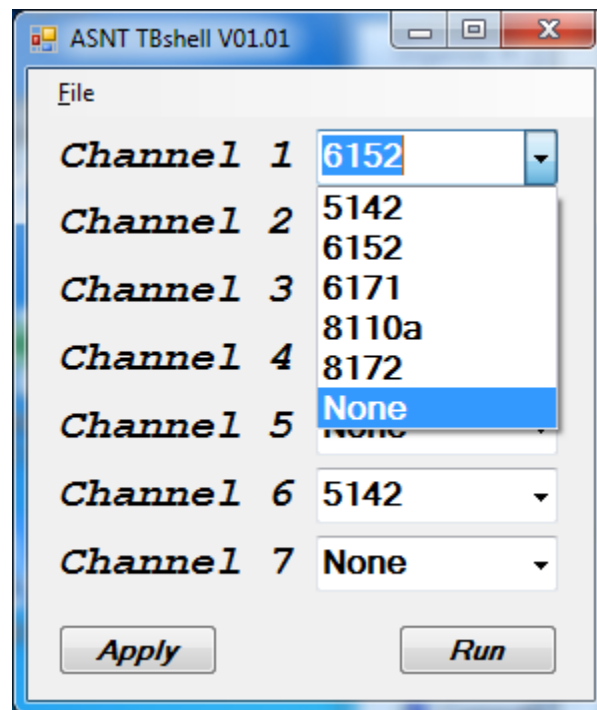 ASNT TBshell V01.01
File
Channel 1 6152
5142
Channel 2
6152
Channel 3 6171
8110a
Channel 4 8172
None
Channel 5 None
Channel 6 5142
Channel 7 None
Apply Run